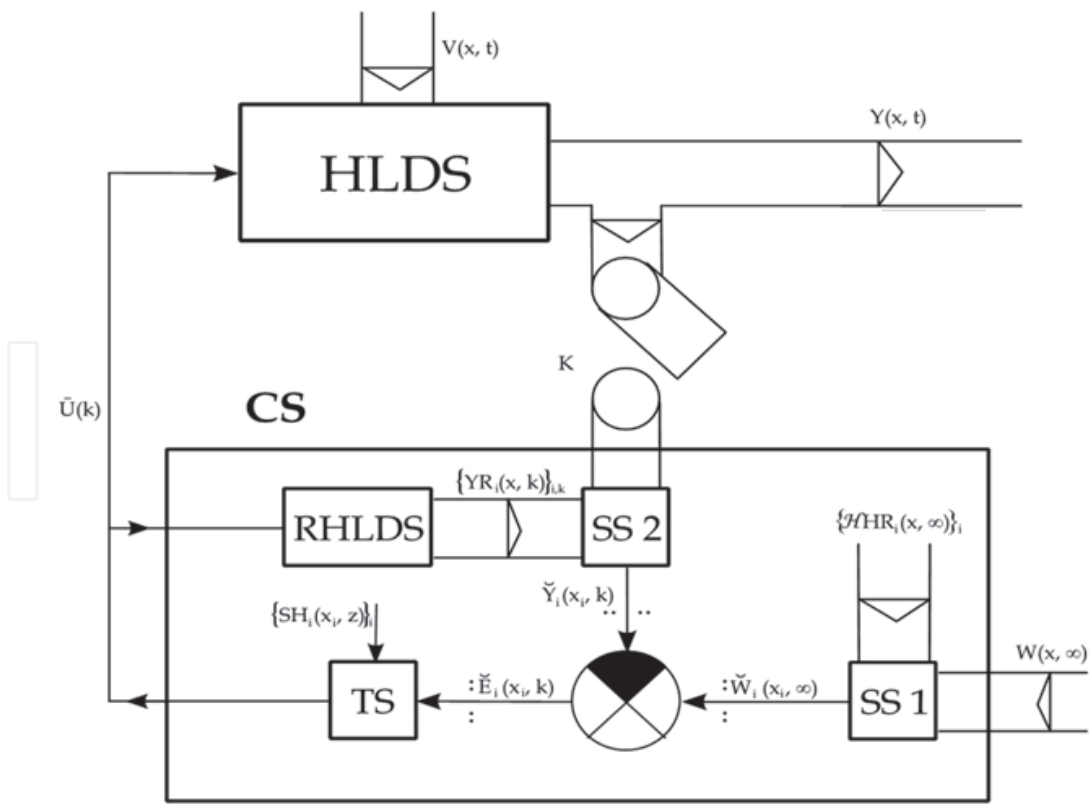 V(x, t)
Y(x, t)
HLDS
K
Ū(k)
CS
{YRᵢ(x, k)}ᵢ,ₖ
{ℋHRᵢ(x, ∞)}ᵢ
RHLDS
SS 2
Y̆ᵢ(xᵢ, k)
{SHᵢ(xᵢ, z)}ᵢ
W(x, ∞)
TS
Ĕᵢ(xᵢ, k)
W̆ᵢ(xᵢ, ∞)
SS 1